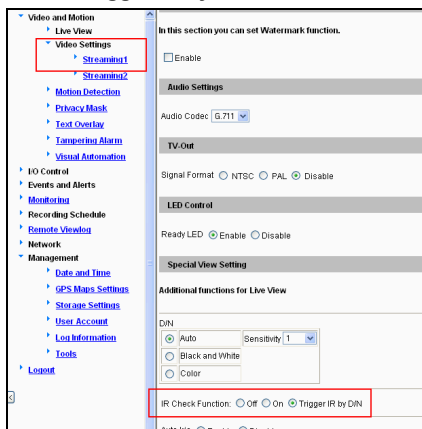 Video and Motion
Live View
Video Settings
Streaming1
Streaming2
Motion Detection
Privacy Mask
Text Overlay
Tampering Alarm
Visual Automation
I/O Control
Events and Alerts
Monitoring
Recording Schedule
Remote Viewlog
Network
Management
Date and Time
GPS Maps Settings
Storage Settings
User Account
Log Information
Tools
Logout
In this section you can set Watermark function.
Enable
Audio Settings
Audio Codec G.711
TV-Out
Signal Format NTSC PAL Disable
LED Control
Ready LED Enable Disable
Special View Setting
Additional functions for Live View
D/N
Auto Sensitivity 1
Black and White
Color
IR Check Function: Off On Trigger IR by D/N